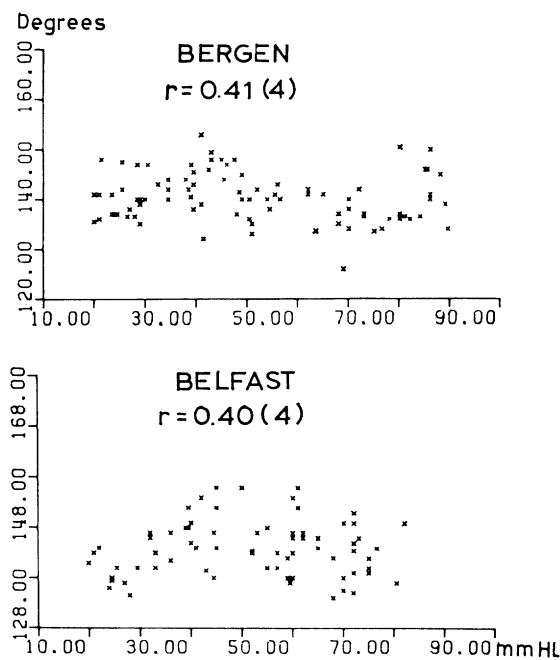 Degrees
BERGEN
r = 0.41 (4)
160.00
140.00
120.00
10.00 30.00 50.00 70.00 90.00
BELFAST
r = 0.40 (4)
168.00
148.00
128.00
10.00 30.00 50.00 70.00 90.00 mm HL